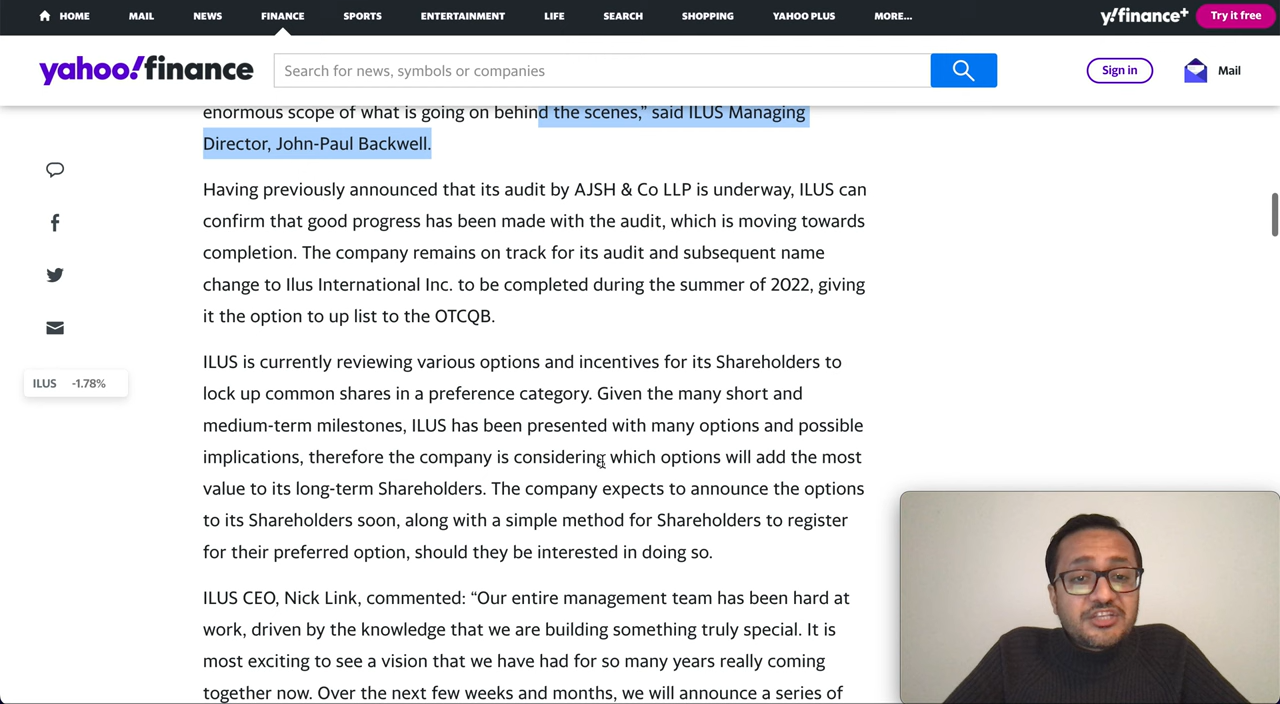 HOME MAIL NEWS FINANCE SPORTS ENTERTAINMENT LIFE SEARCH SHOPPING YAHOO PLUS MORE... y!finance+ Try it free
yahoo!finance Search for news, symbols or companies Sign in Mail
enormous scope of what is going on behind the scenes,” said ILUS Managing
Director, John-Paul Backwell.
Having previously announced that its audit by AJSH & Co LLP is underway, ILUS can
confirm that good progress has been made with the audit, which is moving towards
completion. The company remains on track for its audit and subsequent name
change to Ilus International Inc. to be completed during the summer of 2022, giving
it the option to up list to the OTCQB.
ILUS -1.78%
ILUS is currently reviewing various options and incentives for its Shareholders to
lock up common shares in a preference category. Given the many short and
medium-term milestones, ILUS has been presented with many options and possible
implications, therefore the company is considering which options will add the most
value to its long-term Shareholders. The company expects to announce the options
to its Shareholders soon, along with a simple method for Shareholders to register
for their preferred option, should they be interested in doing so.
ILUS CEO, Nick Link, commented: “Our entire management team has been hard at
work, driven by the knowledge that we are building something truly special. It is
most exciting to see a vision that we have had for so many years really coming
together now. Over the next few weeks and months, we will announce a series of